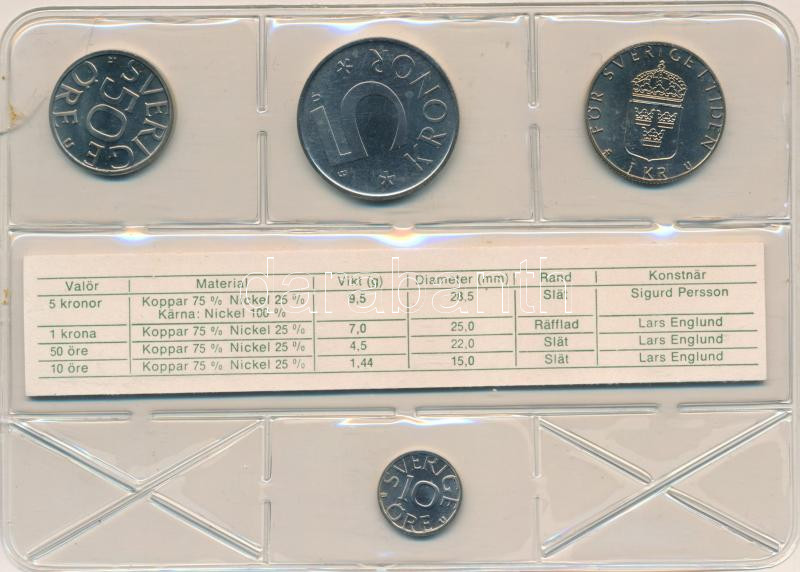 SVERIGE
50
ÖRE
U
KRONOR
5
FÖR SVERIGE I TIDEN
1 KR
U
Valör Material Vikt (g) Diameter (mm) Rand Konstnär
5 kronor Koppar 75 % Nickel 25 % 9,5 28,5 Slät Sigurd Persson
Kärna: Nickel 100 %
1 krona Koppar 75 % Nickel 25 % 7,0 25,0 Räfflad Lars Englund
50 öre Koppar 75 % Nickel 25 % 4,5 22,0 Slät Lars Englund
10 öre Koppar 75 % Nickel 25 % 1,44 15,0 Slät Lars Englund
darabanth
SVERIGE
10
ÖRE
U